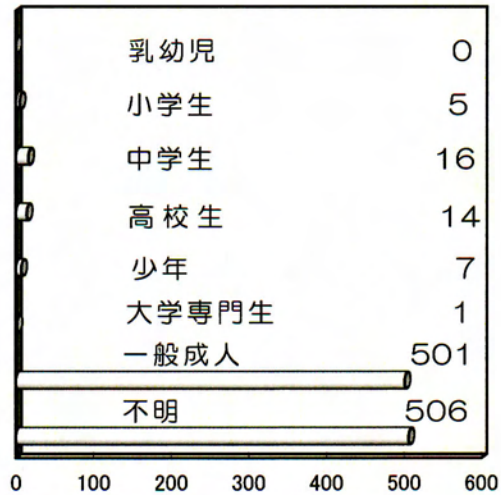 乳幼児 0
小学生 5
中学生 16
高校生 14
少年 7
大学専門生 1
一般成人 501
不明 506
0 100 200 300 400 500 600